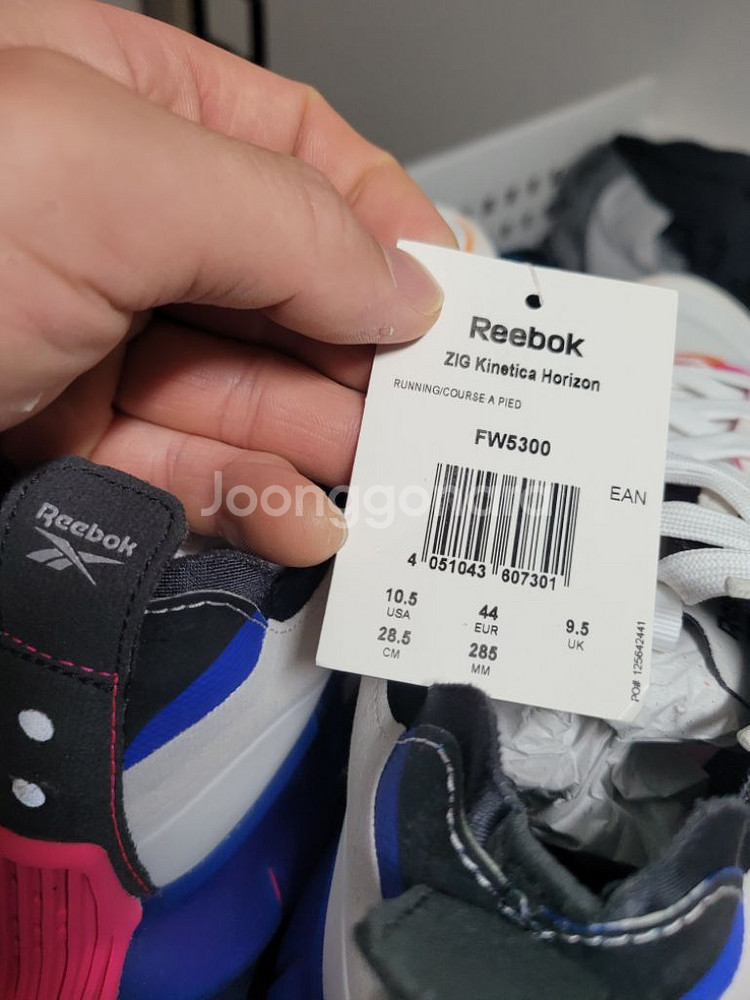 Reebok
ZIG Kinetica Horizon
RUNNING/COURSE A PIED
FW5300
EAN
4 051043 607301
10.5 44 9.5
USA EUR UK
28.5 285
CM MM
PO# 125642441
Reebok
Joonggonara